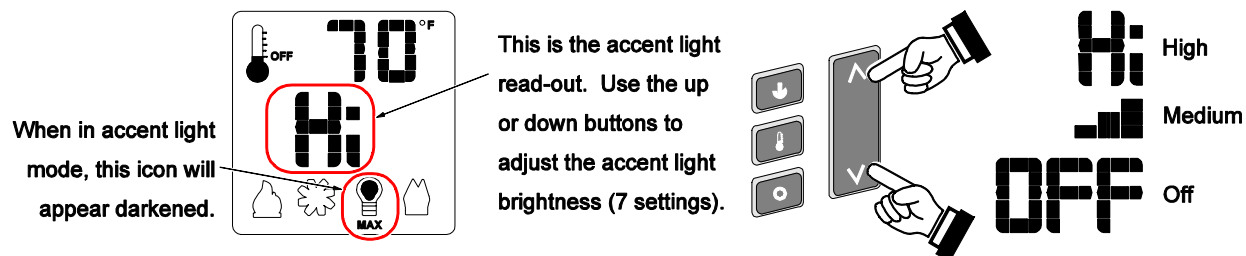 When in accent light
mode, this icon will
appear darkened.
70°F
OFF
Hi
MAX
This is the accent light
read-out. Use the up
or down buttons to
adjust the accent light
brightness (7 settings).
Hi High
Medium
OFF Off